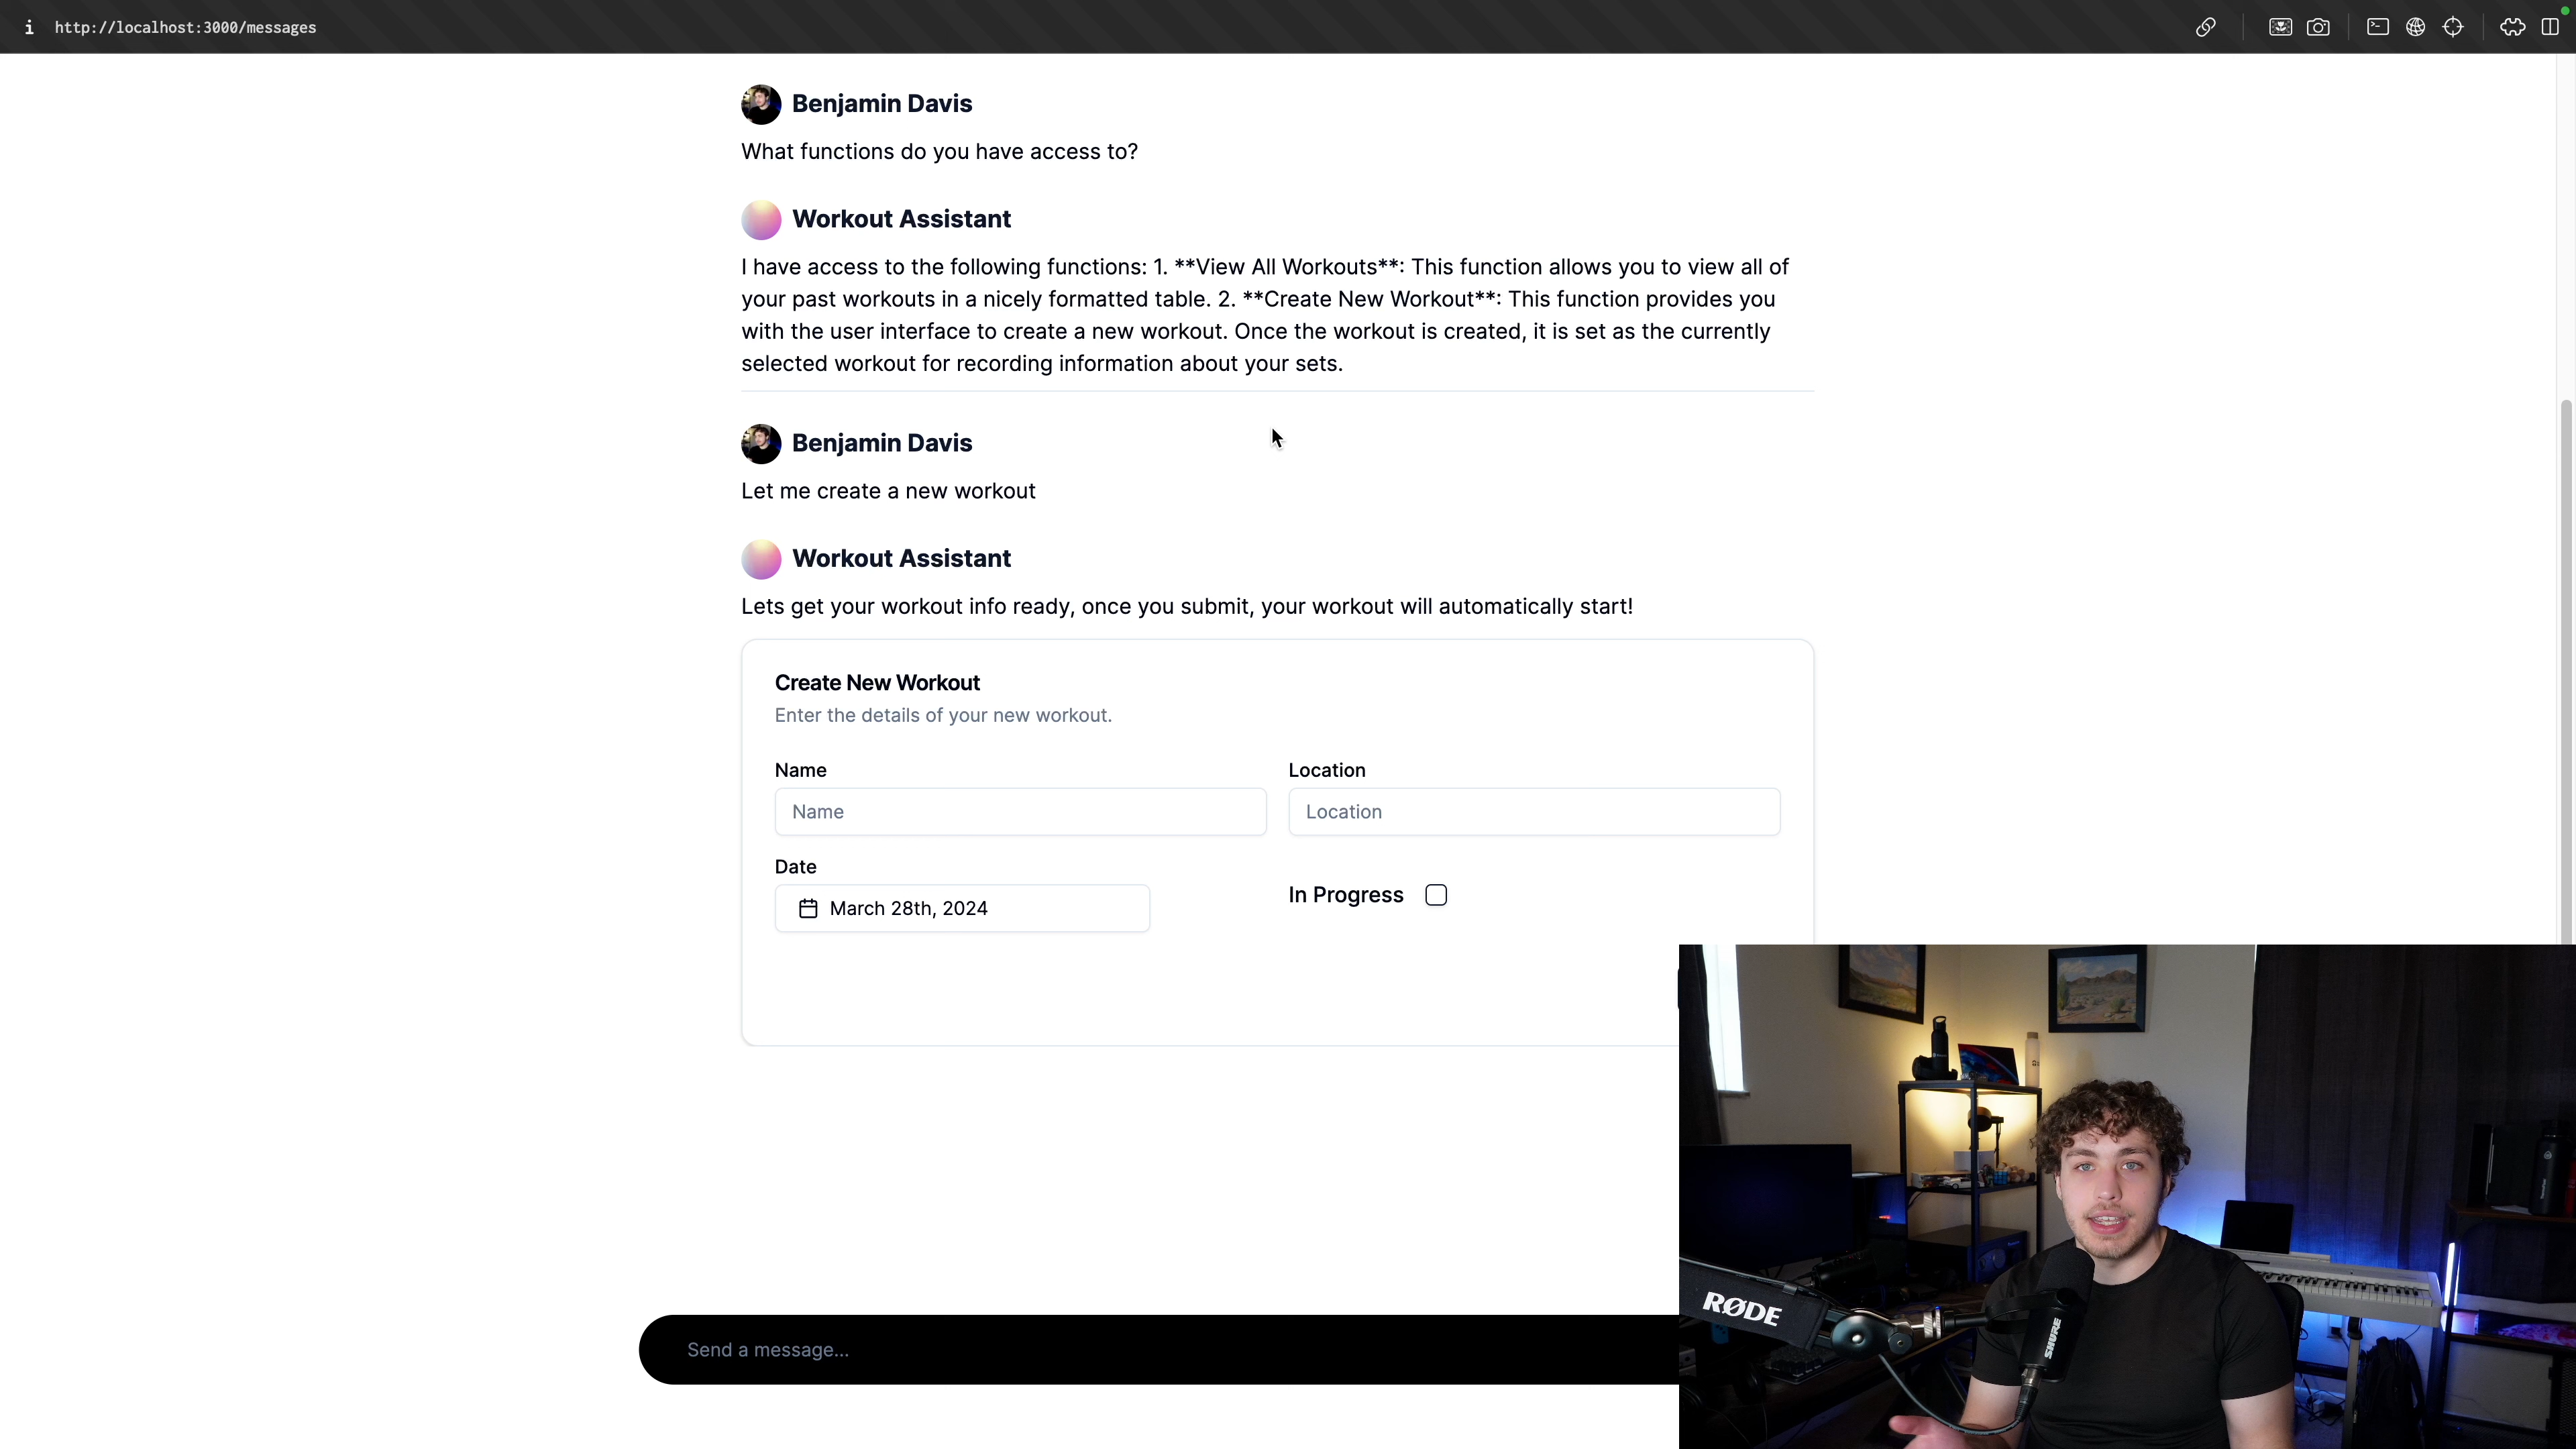 i http://localhost:3000/messages
Benjamin Davis
What functions do you have access to?
Workout Assistant
I have access to the following functions: 1. **View All Workouts**: This function allows you to view all of
your past workouts in a nicely formatted table. 2. **Create New Workout**: This function provides you
with the user interface to create a new workout. Once the workout is created, it is set as the currently
selected workout for recording information about your sets.
Benjamin Davis
Let me create a new workout
Workout Assistant
Lets get your workout info ready, once you submit, your workout will automatically start!
Create New Workout
Enter the details of your new workout.
Name
Location
Name
Location
Date
In Progress
March 28th, 2024
Send a message...
RØDE
SHURE